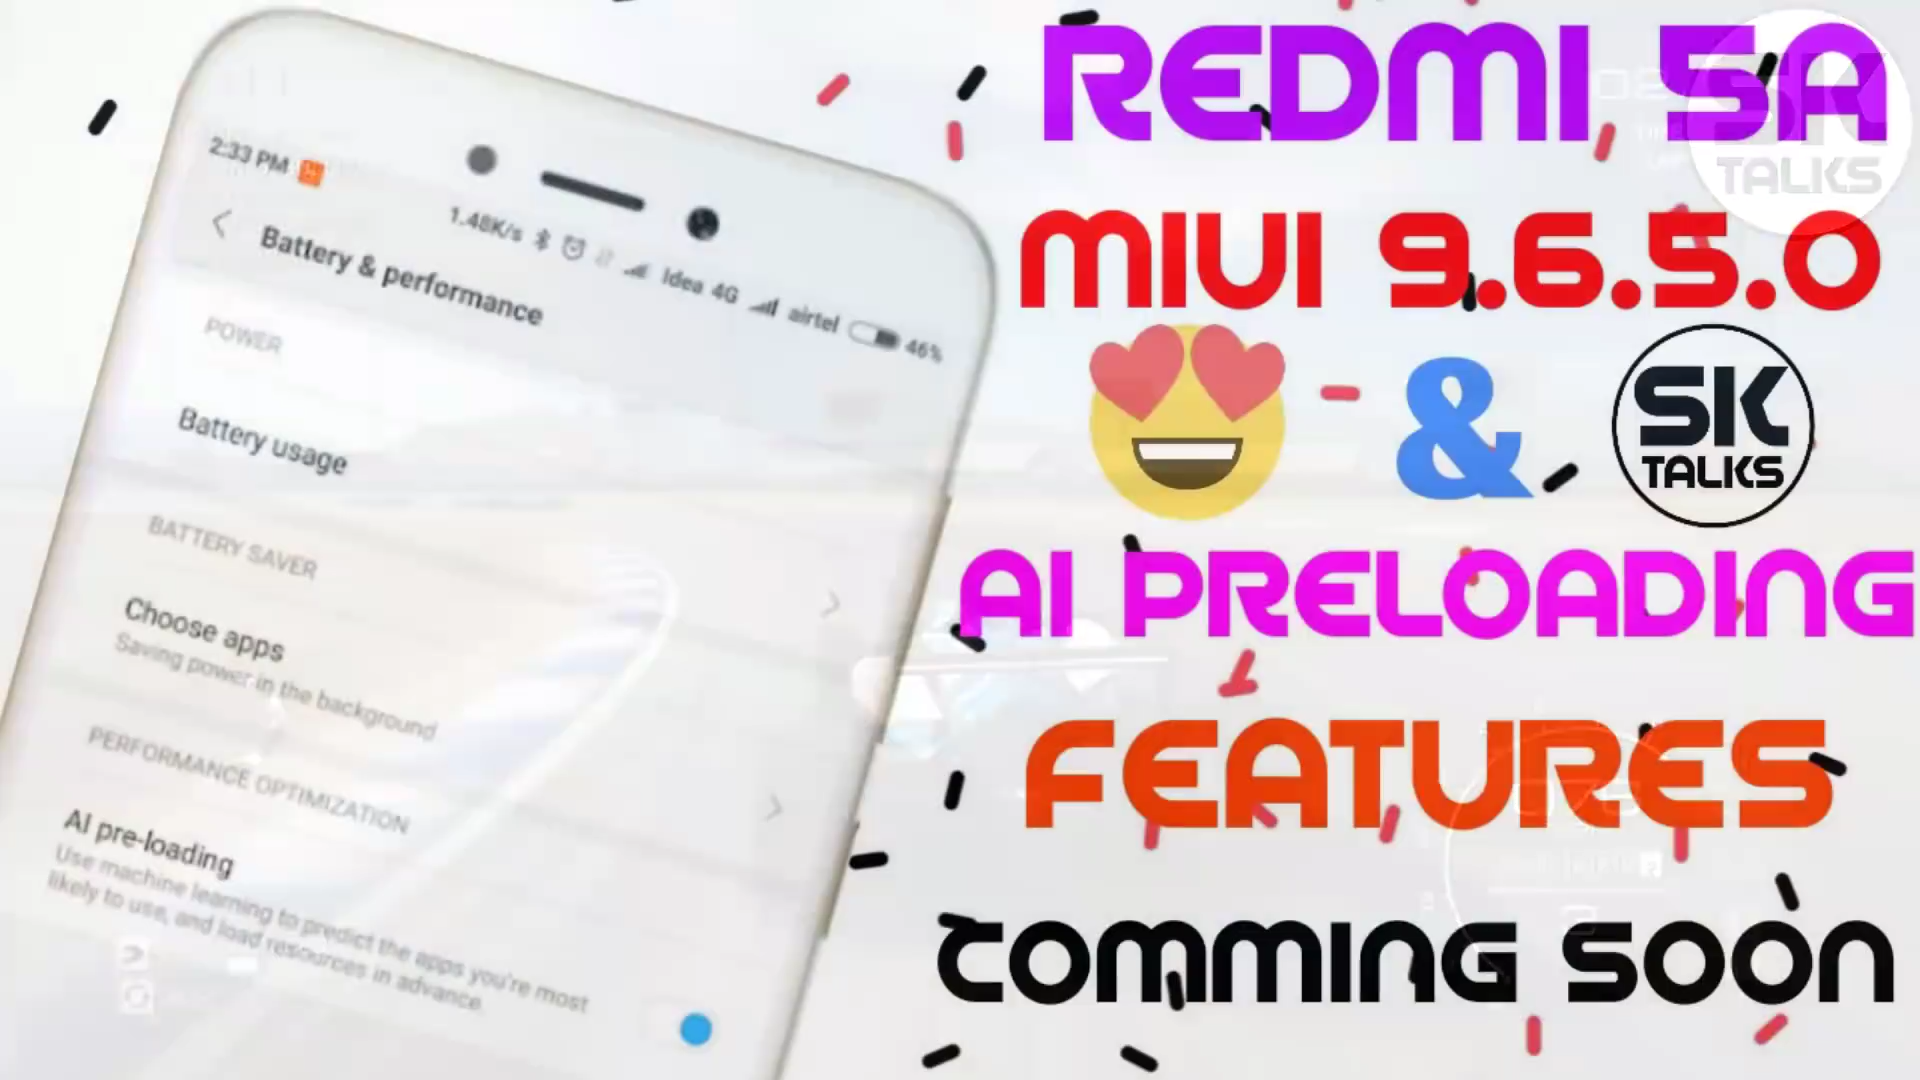 2:33 PM
1.48K/s Idea 4G airtel 46%
Battery & performance
POWER
Battery usage
BATTERY SAVER
Choose apps
Saving power in the background
PERFORMANCE OPTIMIZATION
AI pre-loading
Use machine learning to predict the apps you're most
likely to use, and load resources in advance.
REDMI 5A
MIUI 9.6.5.0
&
SK
TALKS
AI PRELOADING
FEATURES
COMMING SOON
SK
TALKS